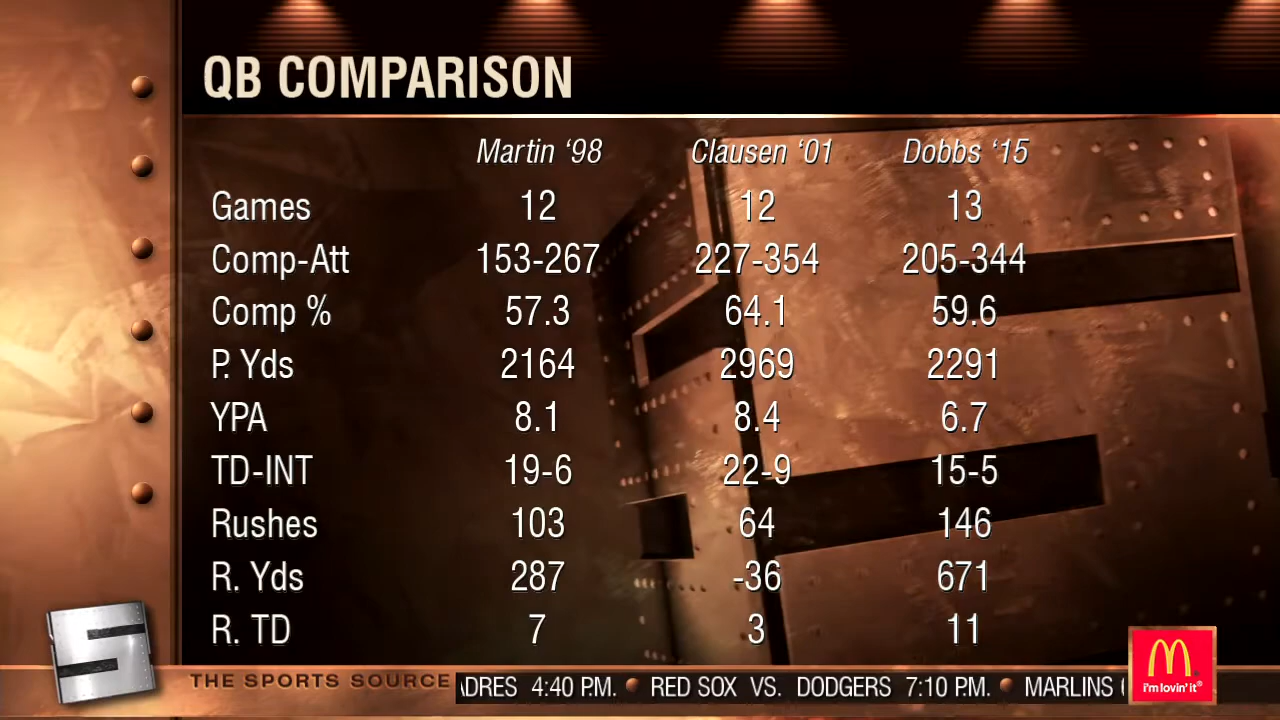 QB COMPARISON
Martin ‘98 Clausen ‘01 Dobbs ‘15
Games 12 12 13
Comp-Att 153-267 227-354 205-344
Comp % 57.3 64.1 59.6
P. Yds 2164 2969 2291
YPA 8.1 8.4 6.7
TD-INT 19-6 22-9 15-5
Rushes 103 64 146
R. Yds 287 -36 671
R. TD 7 3 11
THE SPORTS SOURCE
DRES 4:40 P.M. RED SOX VS. DODGERS 7:10 P.M. MARLINS
i'm lovin' it®